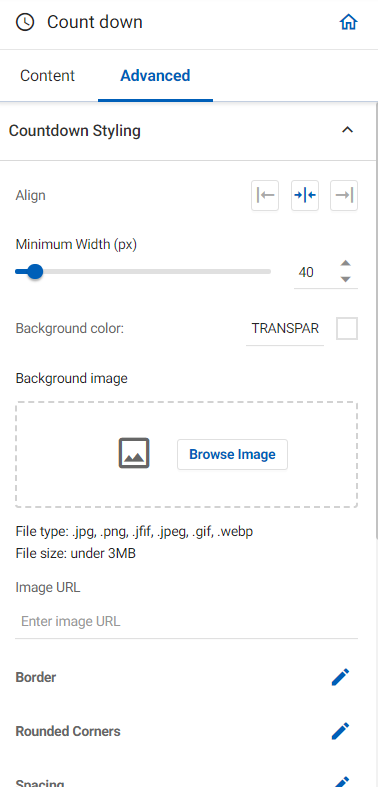 Count down
Content Advanced
Countdown Styling
Align
Minimum Width (px)
40
Background color: TRANSPAR
Background image
Browse Image
File type: .jpg, .png, .jfif, .jpeg, .gif, .webp
File size: under 3MB
Image URL
Enter image URL
Border
Rounded Corners
Spacing